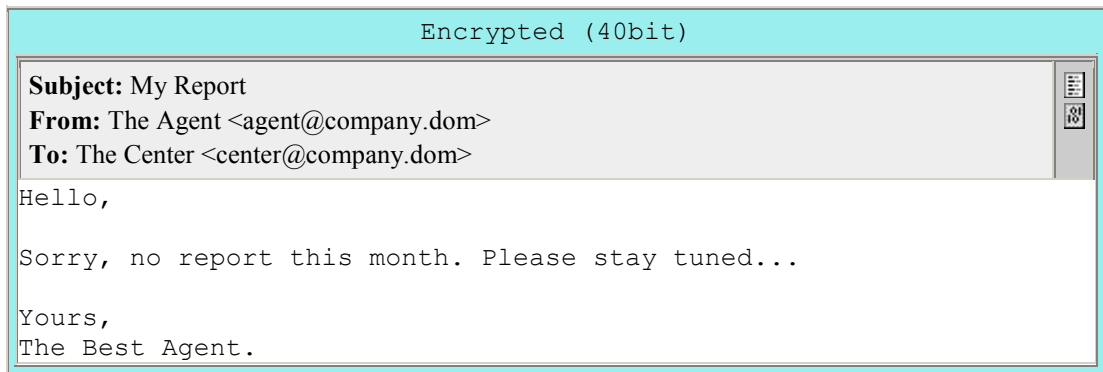 Encrypted (40bit)
Subject: My Report
From: The Agent <agent@company.dom>
To: The Center <center@company.dom>
Hello,
Sorry, no report this month. Please stay tuned...
Yours,
The Best Agent.